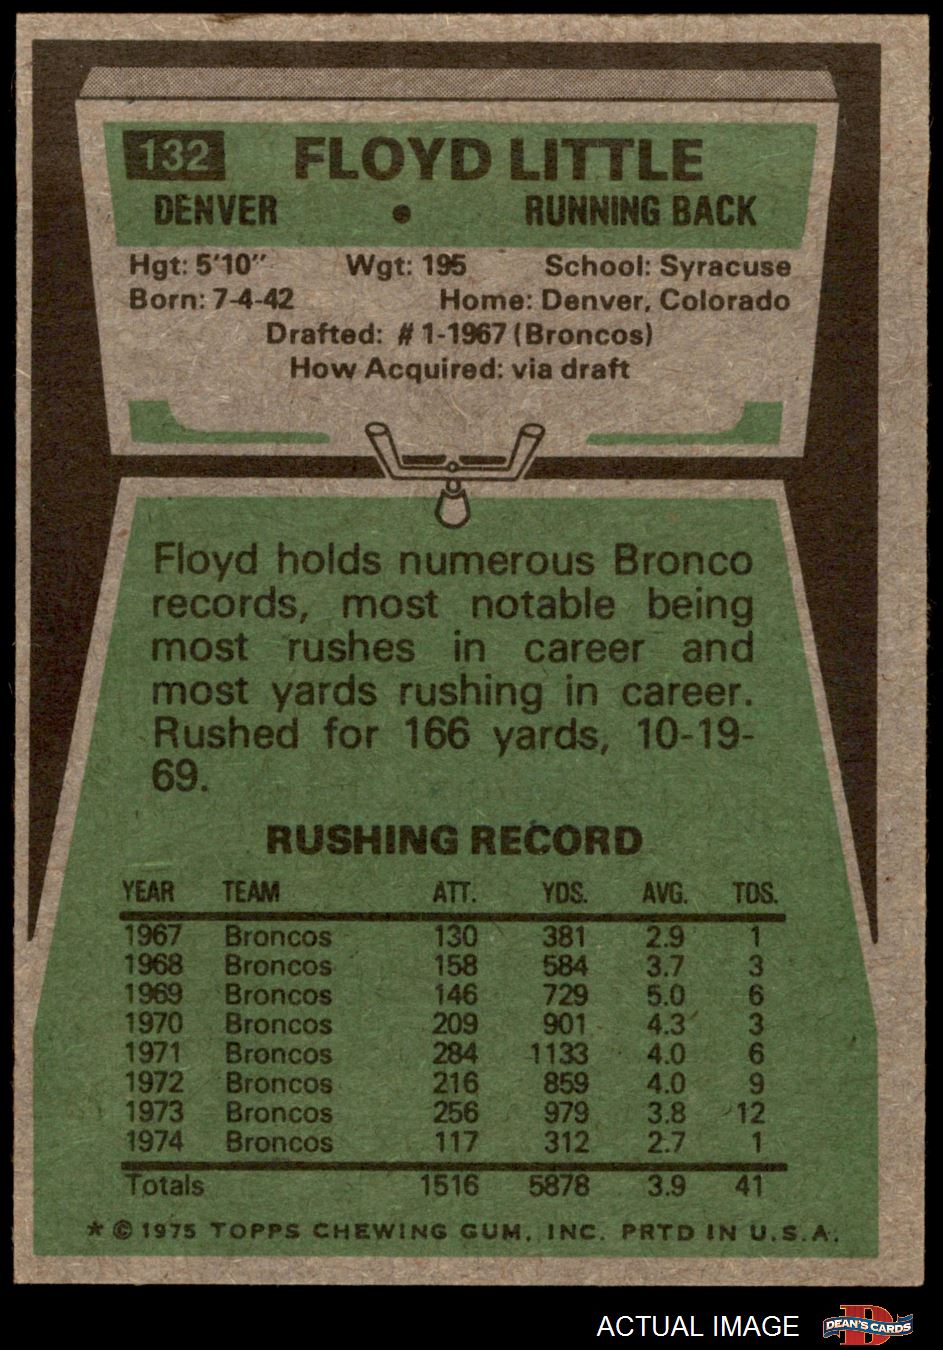 132 FLOYD LITTLE
DENVER • RUNNING BACK
Hgt: 5'10" Wgt: 195 School: Syracuse
Born: 7-4-42 Home: Denver, Colorado
Drafted: #1-1967 (Broncos)
How Acquired: via draft
Floyd holds numerous Bronco
records, most notable being
most rushes in career and
most yards rushing in career.
Rushed for 166 yards, 10-19-
69.
RUSHING RECORD
YEAR TEAM ATT. YDS. AVG. TDS.
1967 Broncos 130 381 2.9 1
1968 Broncos 158 584 3.7 3
1969 Broncos 146 729 5.0 6
1970 Broncos 209 901 4.3 3
1971 Broncos 284 1133 4.0 6
1972 Broncos 216 859 4.0 9
1973 Broncos 256 979 3.8 12
1974 Broncos 117 312 2.7 1
Totals 1516 5878 3.9 41
* © 1975 TOPPS CHEWING GUM, INC. PRTD IN U.S.A.
ACTUAL IMAGE DEAN'S CARDS